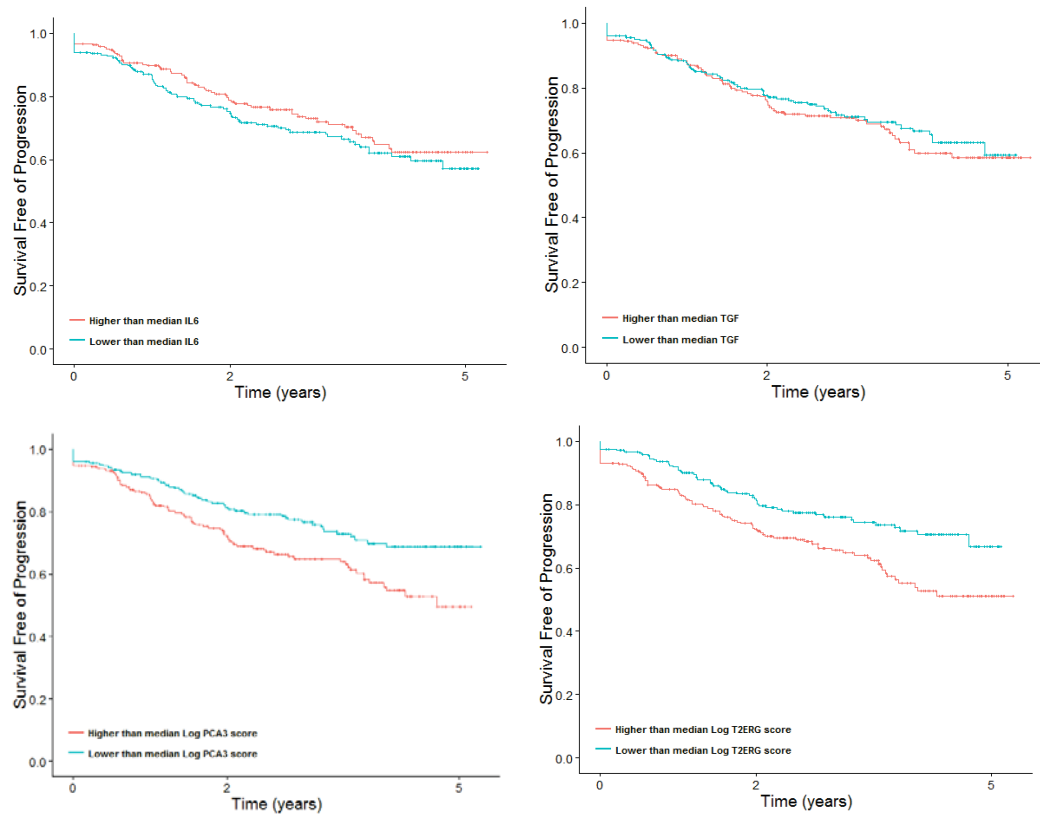 Survival Free of Progression
1.0
0.8
0.6
0.4
0.2
0.0
Higher than median IL6
Lower than median IL6
0
2
5
Time (years)
Survival Free of Progression
1.0
0.8
0.6
0.4
0.2
0.0
Higher than median TGF
Lower than median TGF
0
2
5
Time (years)
Survival Free of Progression
1.0
0.8
0.6
0.4
0.2
0.0
Higher than median Log PCA3 score
Lower than median Log PCA3 score
0
2
5
Time (years)
Survival Free of Progression
1.0
0.8
0.6
0.4
0.2
0.0
Higher than median Log T2ERG score
Lower than median Log T2ERG score
0
2
5
Time (years)